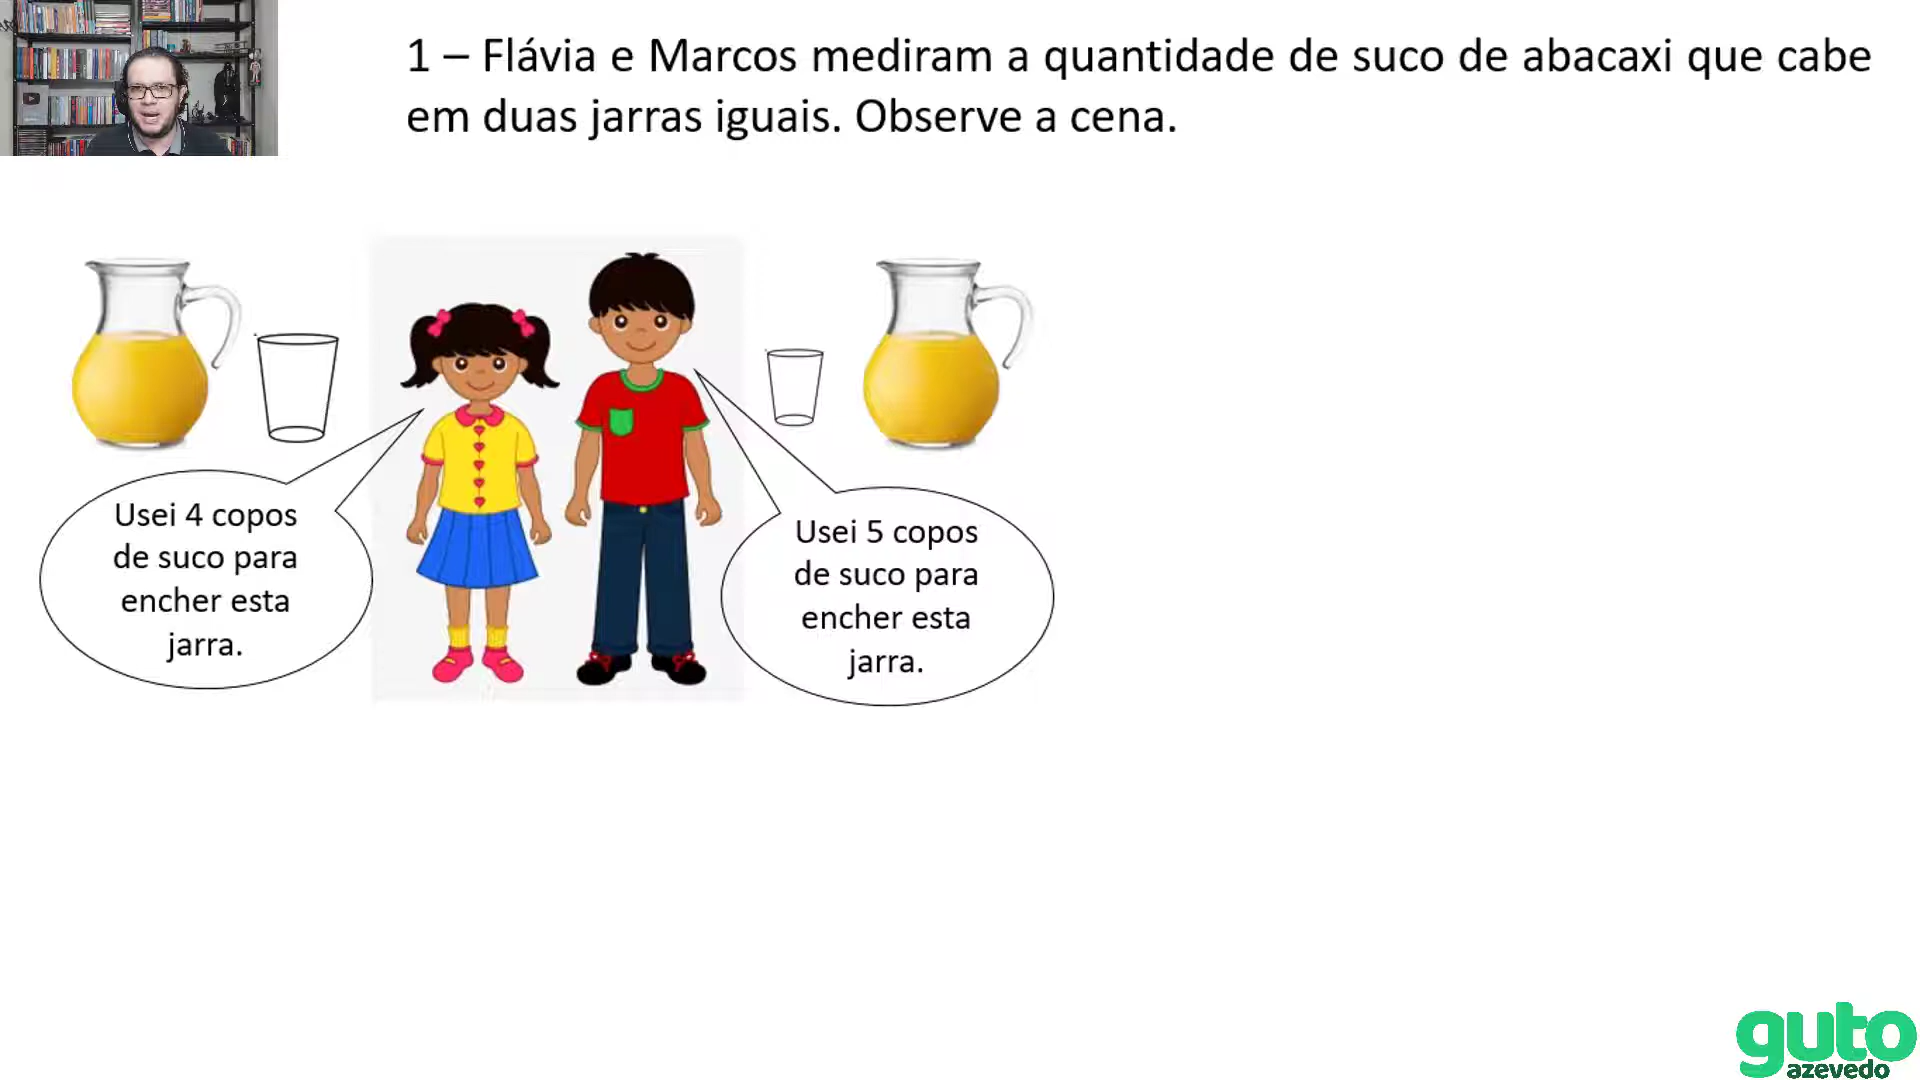 1 – Flávia e Marcos mediram a quantidade de suco de abacaxi que cabe
em duas jarras iguais. Observe a cena.
Usei 4 copos
de suco para
encher esta
jarra.
Usei 5 copos
de suco para
encher esta
jarra.
guto
azevedo